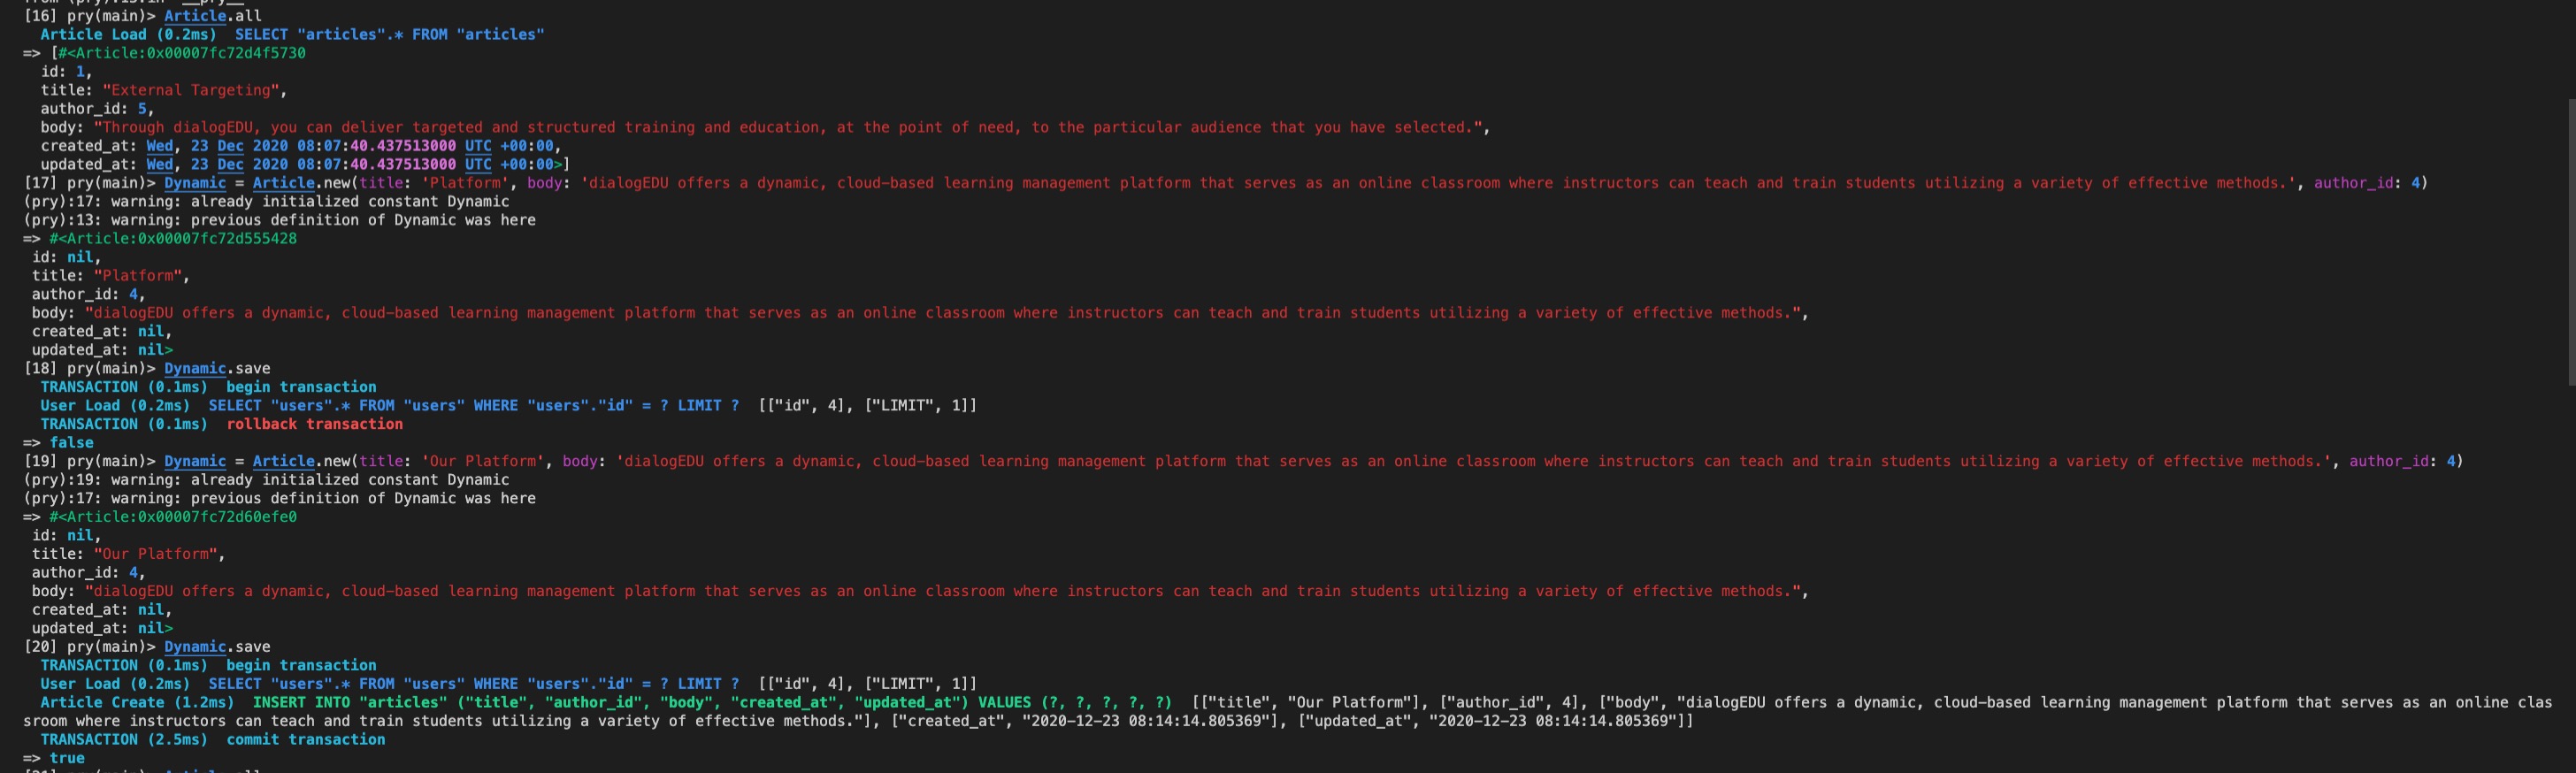 [16] pry(main)> Article.all
Article Load (0.2ms)  SELECT "articles".* FROM "articles"
=> [#<Article:0x00007fc72d4f5730
id: 1,
title: "External Targeting",
author_id: 5,
body: "Through dialogEDU, you can deliver targeted and structured training and education, at the point of need, to the particular audience that you have selected.",
created_at: Wed, 23 Dec 2020 08:07:40.437513000 UTC +00:00,
updated_at: Wed, 23 Dec 2020 08:07:40.437513000 UTC +00:00>]
[17] pry(main)> Dynamic = Article.new(title: 'Platform', body: 'dialogEDU offers a dynamic, cloud-based learning management platform that serves as an online classroom where instructors can teach and train students utilizing a variety of effective methods.', author_id: 4)
(pry):17: warning: already initialized constant Dynamic
(pry):13: warning: previous definition of Dynamic was here
=> #<Article:0x00007fc72d555428
id: nil,
title: "Platform",
author_id: 4,
body: "dialogEDU offers a dynamic, cloud-based learning management platform that serves as an online classroom where instructors can teach and train students utilizing a variety of effective methods.",
created_at: nil,
updated_at: nil>
[18] pry(main)> Dynamic.save
TRANSACTION (0.1ms)  begin transaction
User Load (0.2ms)  SELECT "users".* FROM "users" WHERE "users"."id" = ? LIMIT ?  [["id", 4], ["LIMIT", 1]]
TRANSACTION (0.1ms)  rollback transaction
=> false
[19] pry(main)> Dynamic = Article.new(title: 'Our Platform', body: 'dialogEDU offers a dynamic, cloud-based learning management platform that serves as an online classroom where instructors can teach and train students utilizing a variety of effective methods.', author_id: 4)
(pry):19: warning: already initialized constant Dynamic
(pry):17: warning: previous definition of Dynamic was here
=> #<Article:0x00007fc72d60efe0
id: nil,
title: "Our Platform",
author_id: 4,
body: "dialogEDU offers a dynamic, cloud-based learning management platform that serves as an online classroom where instructors can teach and train students utilizing a variety of effective methods.",
created_at: nil,
updated_at: nil>
[20] pry(main)> Dynamic.save
TRANSACTION (0.1ms)  begin transaction
User Load (0.2ms)  SELECT "users".* FROM "users" WHERE "users"."id" = ? LIMIT ?  [["id", 4], ["LIMIT", 1]]
Article Create (1.2ms)  INSERT INTO "articles" ("title", "author_id", "body", "created_at", "updated_at") VALUES (?, ?, ?, ?, ?)  [["title", "Our Platform"], ["author_id", 4], ["body", "dialogEDU offers a dynamic, cloud-based learning management platform that serves as an online clas
sroom where instructors can teach and train students utilizing a variety of effective methods."], ["created_at", "2020-12-23 08:14:14.805369"], ["updated_at", "2020-12-23 08:14:14.805369"]]
TRANSACTION (2.5ms)  commit transaction
=> true